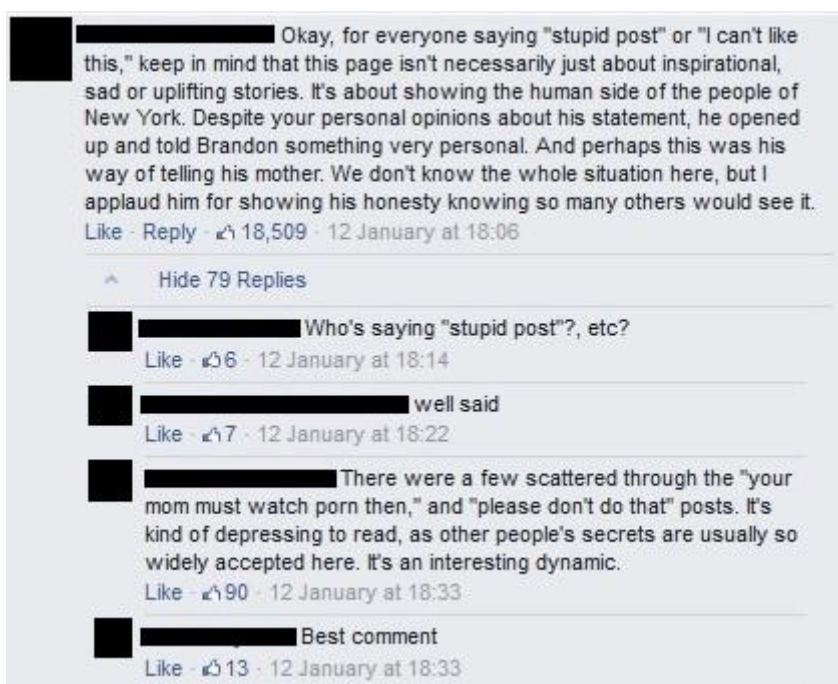 Okay, for everyone saying "stupid post" or "I can't like
this," keep in mind that this page isn't necessarily just about inspirational,
sad or uplifting stories. It's about showing the human side of the people of
New York. Despite your personal opinions about his statement, he opened
up and told Brandon something very personal. And perhaps this was his
way of telling his mother. We don't know the whole situation here, but I
applaud him for showing his honesty knowing so many others would see it.
Like · Reply · 18,509 · 12 January at 18:06
Hide 79 Replies
Who's saying "stupid post"?, etc?
Like · 6 · 12 January at 18:14
well said
Like · 7 · 12 January at 18:22
There were a few scattered through the "your
mom must watch porn then," and "please don't do that" posts. It's
kind of depressing to read, as other people's secrets are usually so
widely accepted here. It's an interesting dynamic.
Like · 90 · 12 January at 18:33
Best comment
Like · 13 · 12 January at 18:33